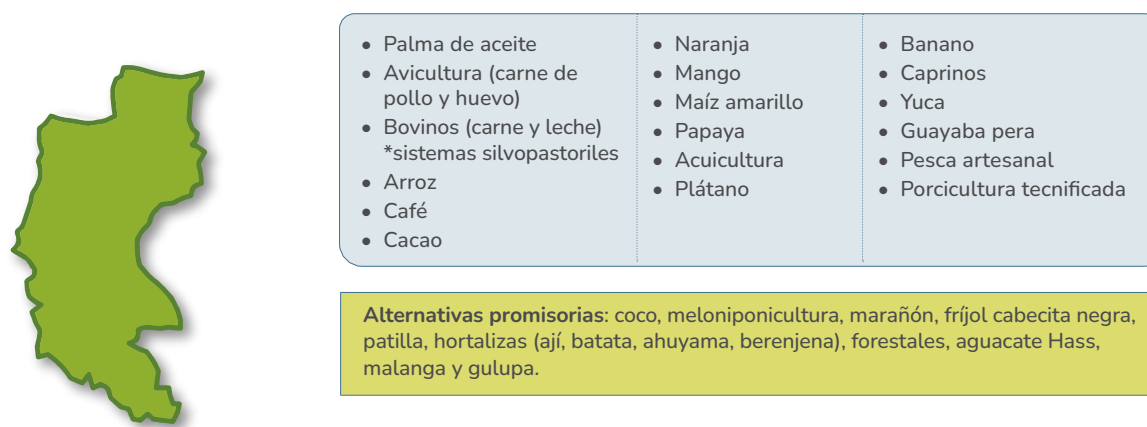 • Palma de aceite
• Avicultura (carne de
pollo y huevo)
• Bovinos (carne y leche)
*sistemas silvopastoriles
• Arroz
• Café
• Cacao
• Naranja
• Mango
• Maíz amarillo
• Papaya
• Acuicultura
• Plátano
• Banano
• Caprinos
• Yuca
• Guayaba pera
• Pesca artesanal
• Porcicultura tecnificada
Alternativas promisorias: coco, meloniponicultura, marañón, fríjol cabecita negra,
patilla, hortalizas (ají, batata, ahuyama, berenjena), forestales, aguacate Hass,
malanga y gulupa.